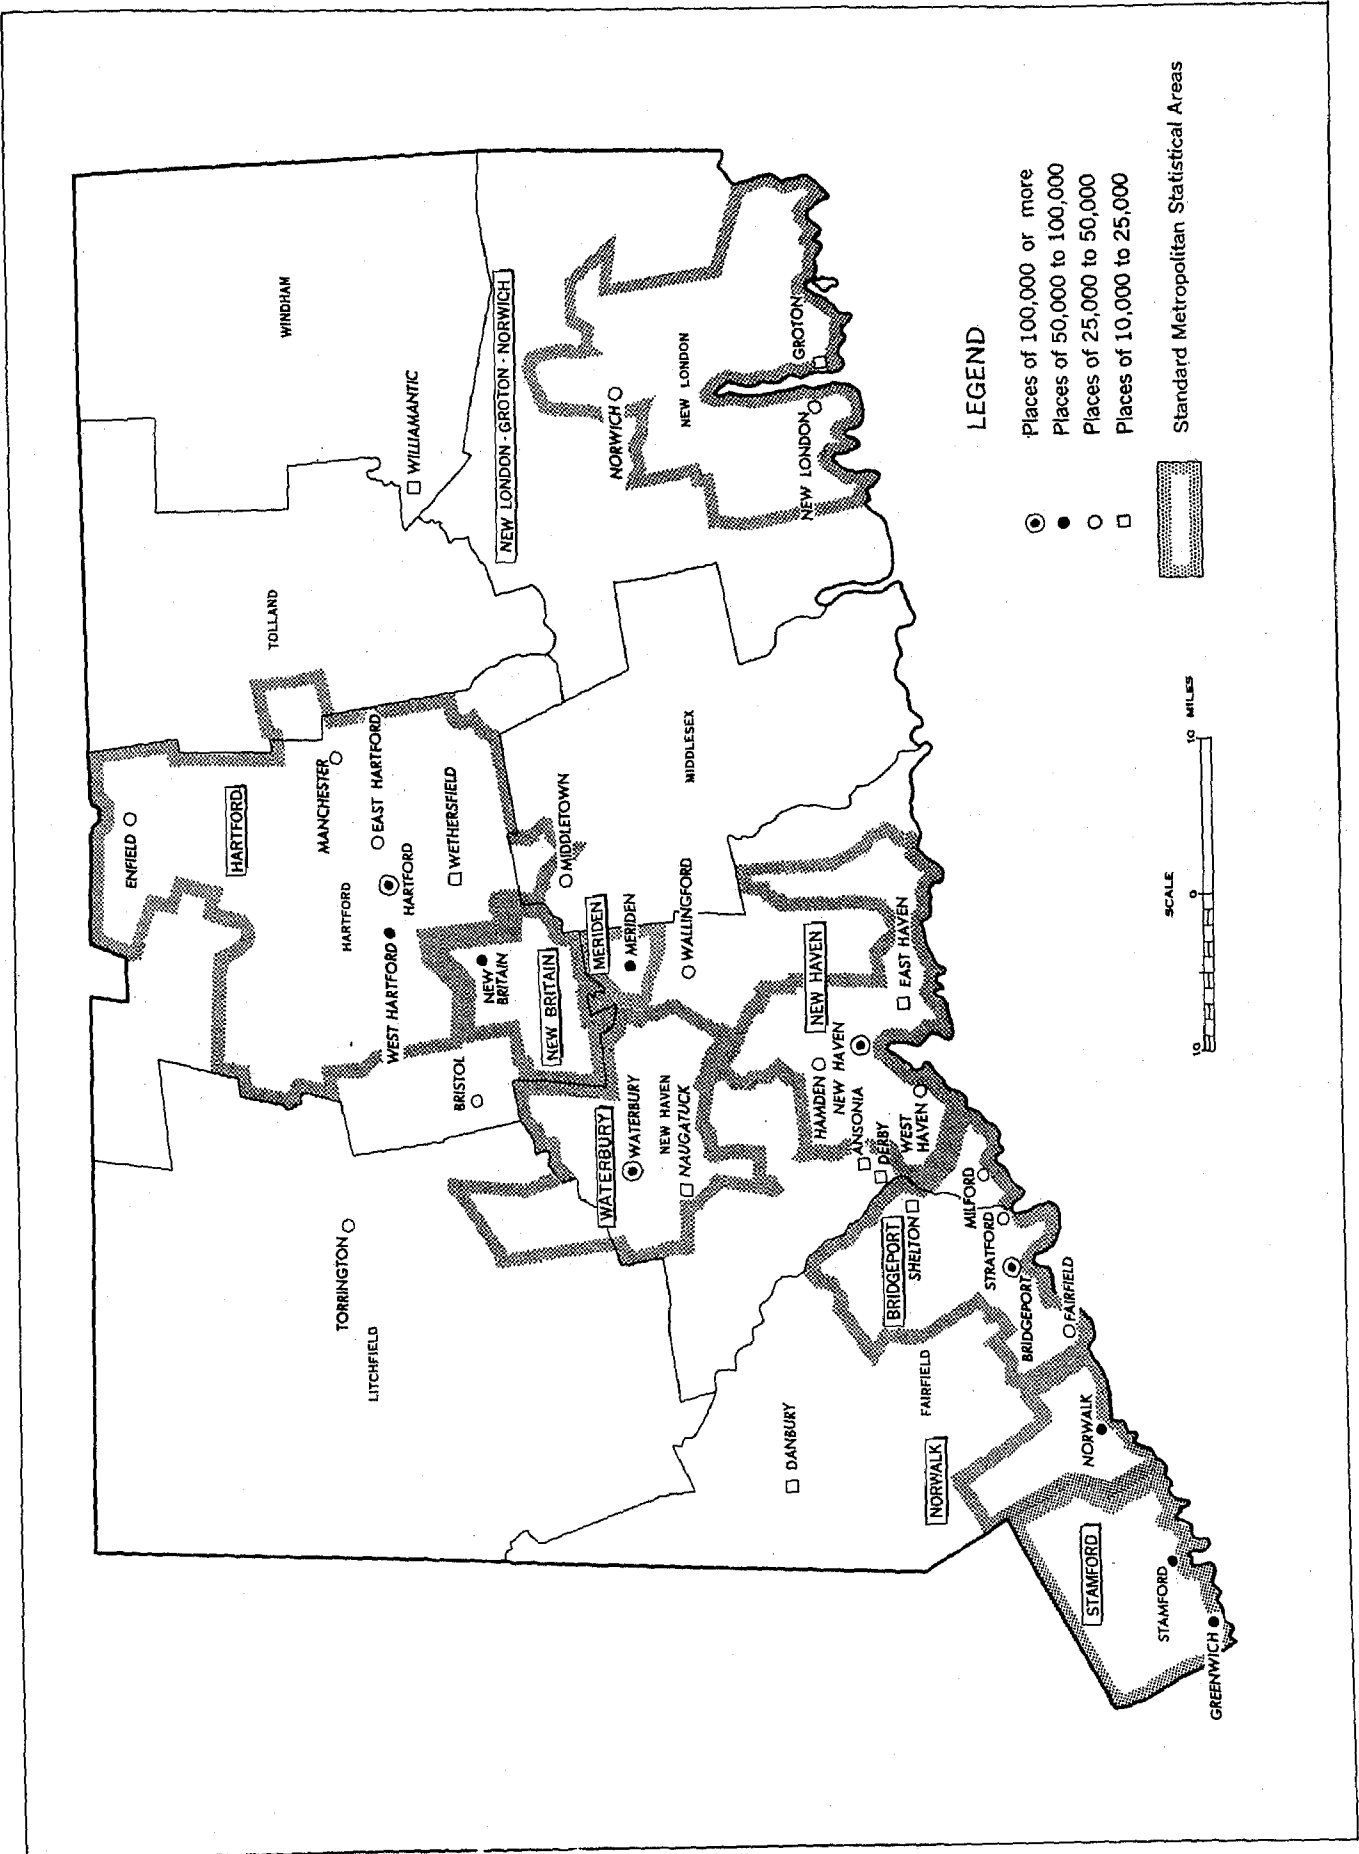 WINDHAM
TOLLAND
WILLIAMANTIC
NEW LONDON - GROTON - NORWICH
NORWICH
NEW LONDON
GROTON
NEW LONDON
ENFIELD
HARTFORD
MANCHESTER
EAST HARTFORD
HARTFORD
HARTFORD
WETHERSFIELD
WEST HARTFORD
NEW
BRITAIN
NEW BRITAIN
BRISTOL
MIDDLETOWN
MIDDLESEX
MERIDEN
MERIDEN
WALLINGFORD
TORRINGTON
LITCHFIELD
WATERBURY
WATERBURY
NEW HAVEN
NAUGATUCK
NEW HAVEN
EAST HAVEN
HAMDEN
NEW HAVEN
ANSONIA
DERBY
WEST
HAVEN
MILFORD
BRIDGEPORT
SHELTON
STRATFORD
BRIDGEPORT
FAIRFIELD
FAIRFIELD
DANBURY
NORWALK
NORWALK
STAMFORD
STAMFORD
GREENWICH
LEGEND
Places of 100,000 or more
Places of 50,000 to 100,000
Places of 25,000 to 50,000
Places of 10,000 to 25,000
Standard Metropolitan Statistical Areas
SCALE
10 0 10 MILES